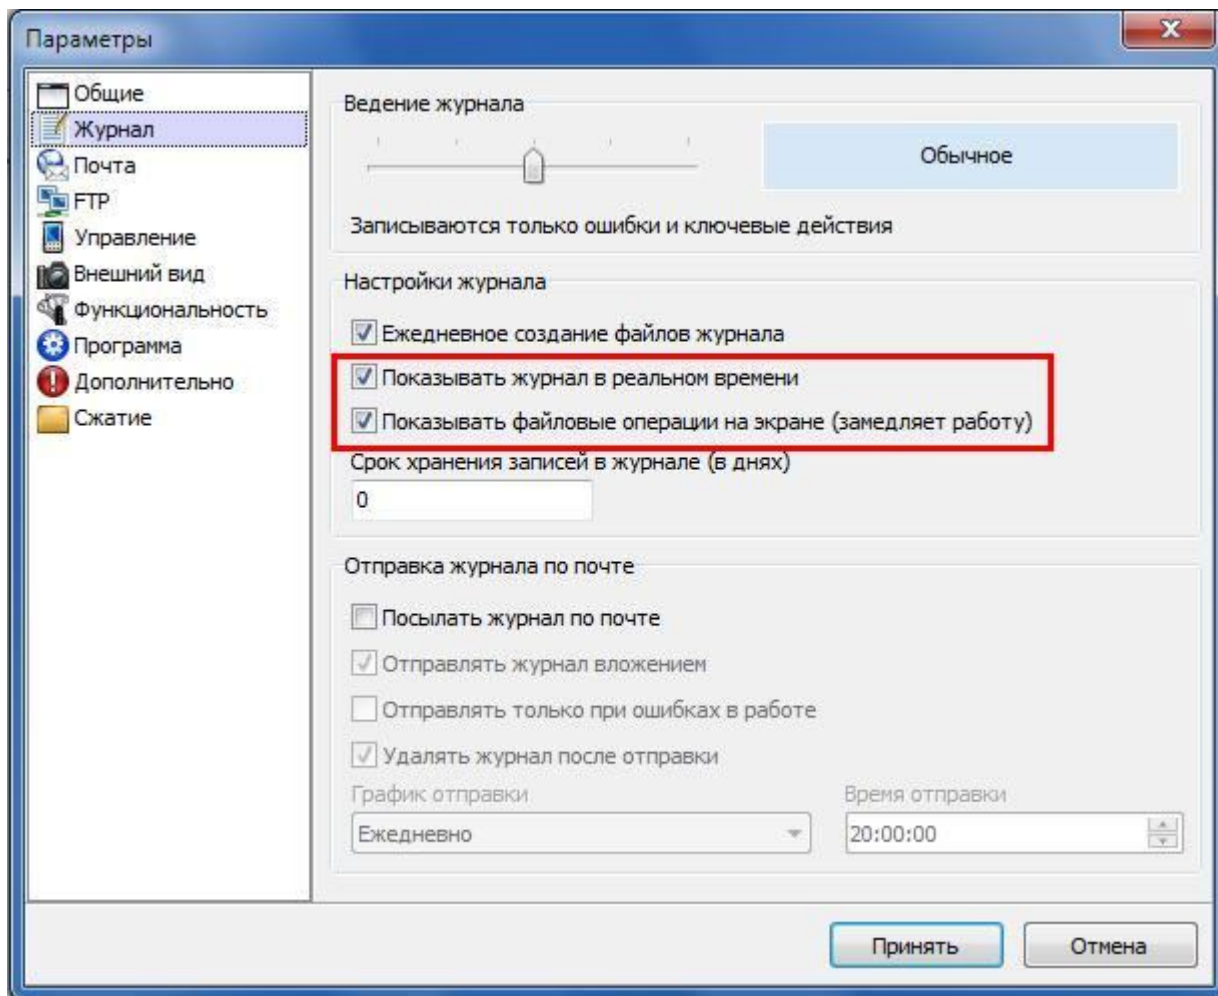 Параметры
Общие
Журнал
Почта
FTP
Управление
Внешний вид
Функциональность
Программа
Дополнительно
Сжатие
Ведение журнала
Обычное
Записываются только ошибки и ключевые действия
Настройки журнала
Ежедневное создание файлов журнала
Показывать журнал в реальном времени
Показывать файловые операции на экране (замедляет работу)
Срок хранения записей в журнале (в днях)
0
Отправка журнала по почте
Посылать журнал по почте
Отправлять журнал вложением
Отправлять только при ошибках в работе
Удалять журнал после отправки
График отправки
Время отправки
Ежедневно
20:00:00
Принять
Отмена